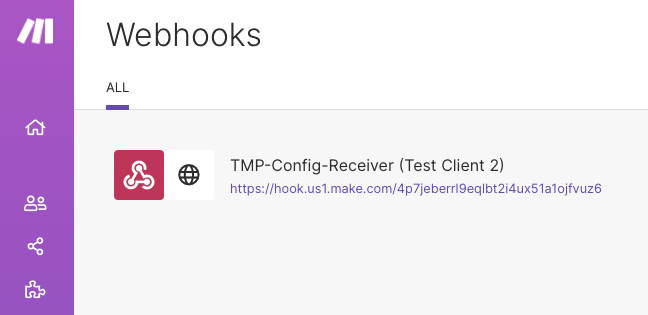 Webhooks
ALL
TMP-Config-Receiver (Test Client 2)
https://hook.us1.make.com/4p7jeberrl9eqlbt2i4ux51a1ojfvuz6